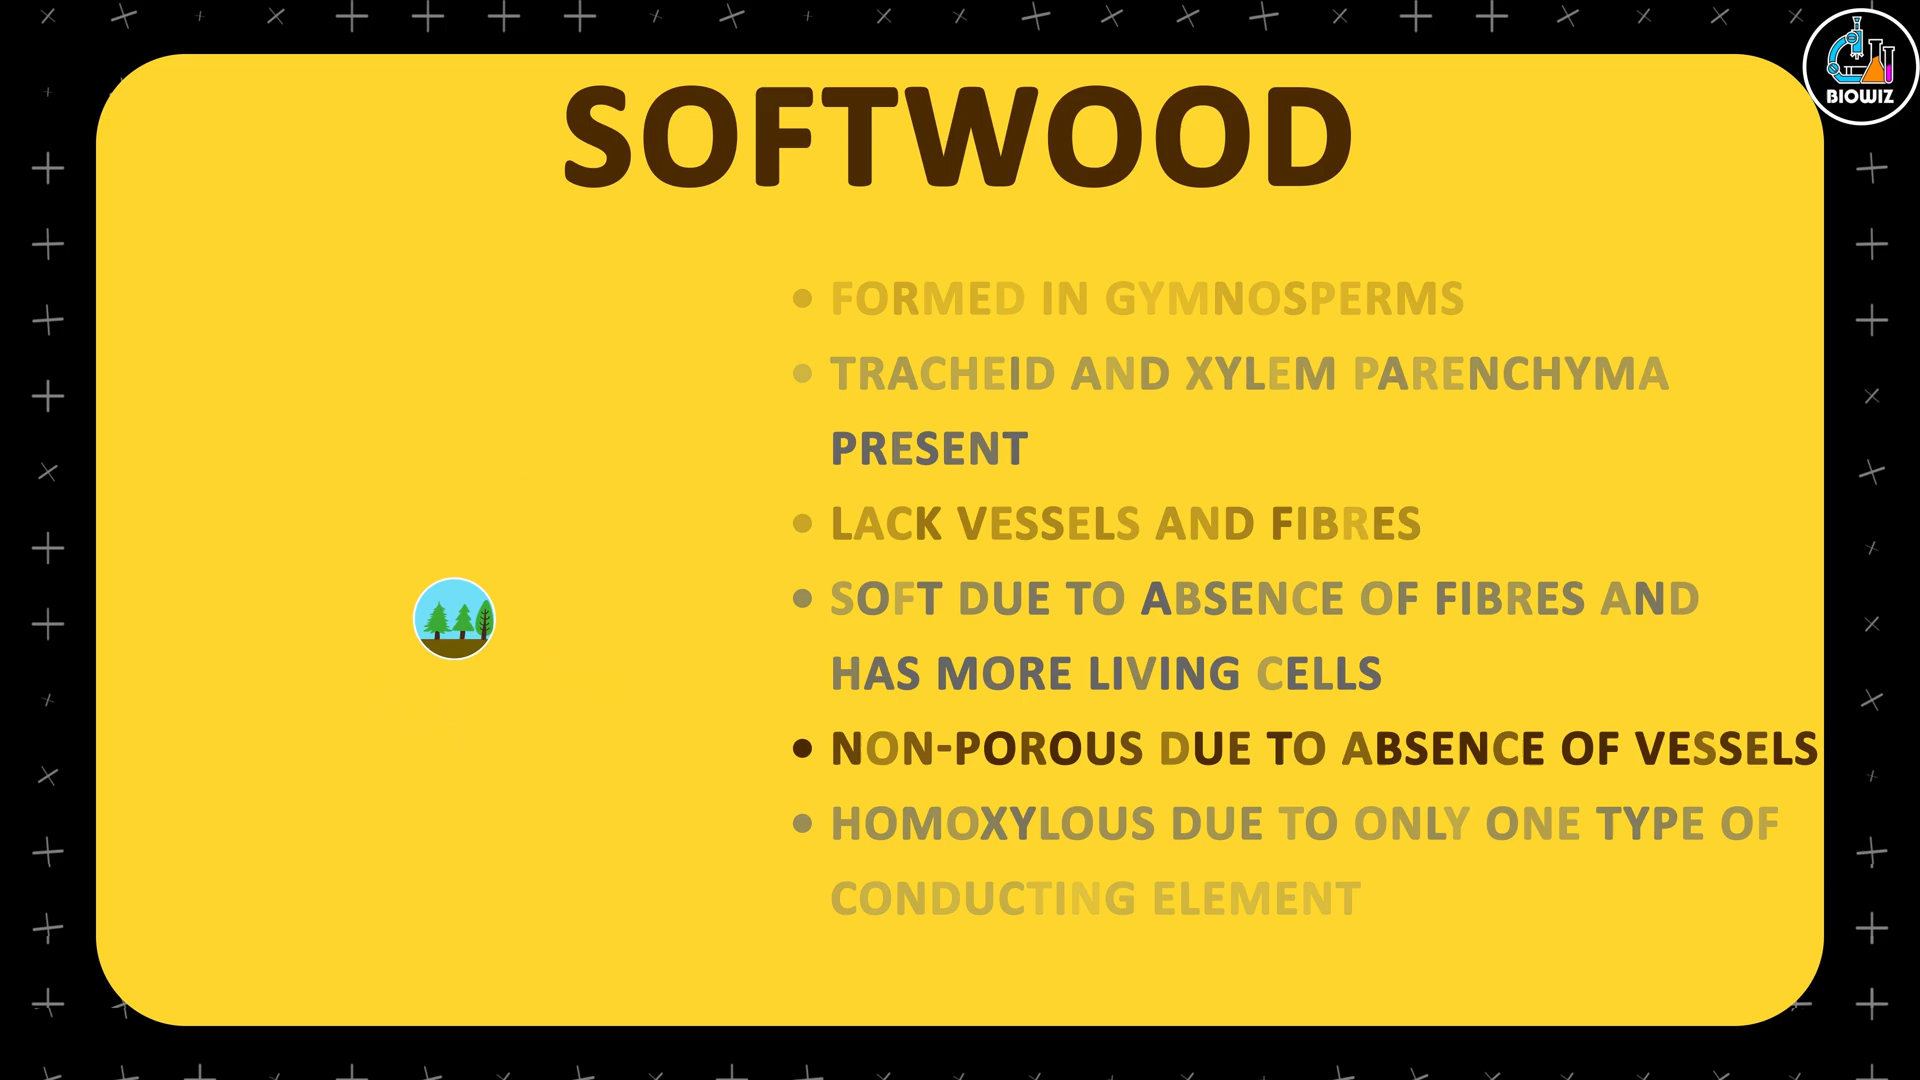 BIOWIZ
SOFTWOOD
• FORMED IN GYMNOSPERMS
• TRACHEID AND XYLEM PARENCHYMA
PRESENT
• LACK VESSELS AND FIBRES
• SOFT DUE TO ABSENCE OF FIBRES AND
HAS MORE LIVING CELLS
• NON-POROUS DUE TO ABSENCE OF VESSELS
• HOMOXYLOUS DUE TO ONLY ONE TYPE OF
CONDUCTING ELEMENT